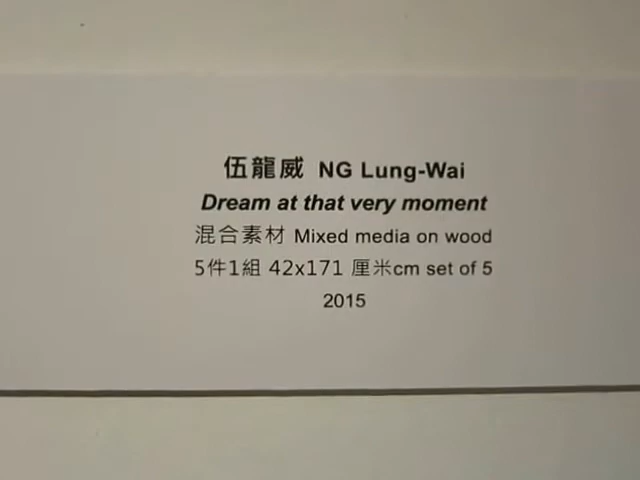 伍龍威 NG Lung-Wai
Dream at that very moment
混合素材 Mixed media on wood
5件1組 42x171 厘米cm set of 5
2015